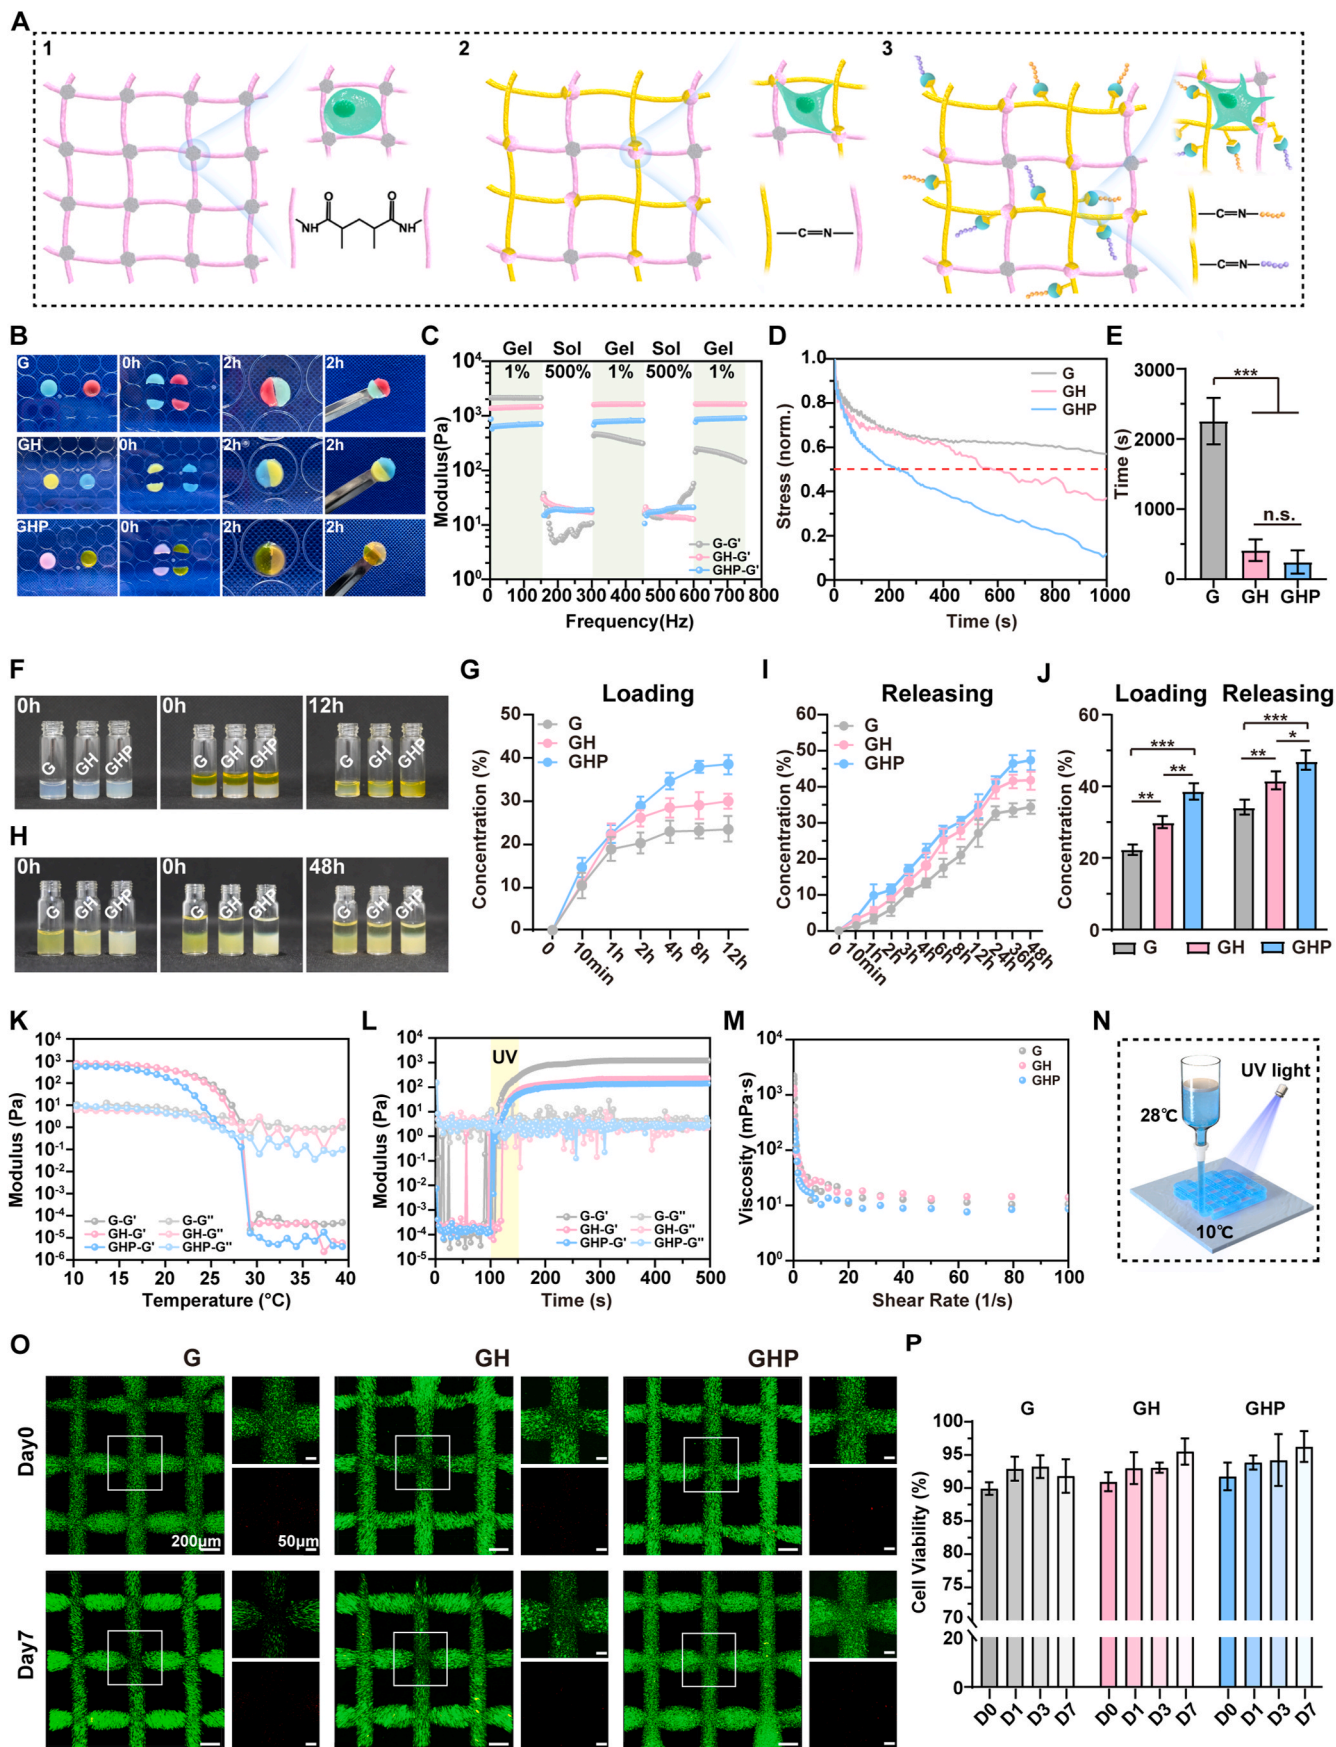 A
1
2
3
O
O
NH
NH
C=N
C=N
C=N
B
G
0h
2h
2h
GH
0h
2h
2h
GHP
0h
2h
2h
C
Gel
Sol
Gel
Sol
Gel
1%
500%
1%
500%
1%
10⁴
10³
10²
10¹
10⁰
Modulus(Pa)
G-G'
GH-G'
GHP-G'
0 100 200 300 400 500 600 700 800
Frequency(Hz)
D
1.0
0.8
0.6
0.4
0.2
0
Stress (norm.)
G
GH
GHP
0 200 400 600 800 1000
Time (s)
E
3000
2000
1000
0
Time (s)
***
n.s.
G GH GHP
F
0h
0h
12h
G GH GHP
G GH GHP
G GH GHP
G
Loading
50
40
30
20
10
0
Concentration (%)
G
GH
GHP
0 10min 1h 2h 4h 8h 12h
H
0h
0h
48h
G GH GHP
G GH GHP
G GH GHP
I
Releasing
60
50
40
30
20
10
0
Concentration (%)
G
GH
GHP
0 10min 1h 2h 3h 4h 6h 8h 12h 24h 36h 48h
J
Loading Releasing
60
40
20
0
Concentration (%)
***
**
**
***
**
*
G GH GHP
K
10⁴
10³
10²
10¹
10⁰
10⁻¹
10⁻²
10⁻³
10⁻⁴
10⁻⁵
10⁻⁶
Modulus (Pa)
G-G' G-G''
GH-G' GH-G''
GHP-G' GHP-G''
10 15 20 25 30 35 40
Temperature (°C)
L
10⁴
10³
10²
10¹
10⁰
10⁻¹
10⁻²
10⁻³
10⁻⁴
10⁻⁵
Modulus (Pa)
UV
G-G' G-G''
GH-G' GH-G''
GHP-G' GHP-G''
0 100 200 300 400 500
Time (s)
M
10⁴
10³
10²
10¹
10⁰
Viscosity (mPa·s)
G
GH
GHP
0 20 40 60 80 100
Shear Rate (1/s)
N
UV light
28℃
10℃
O
G GH GHP
Day0
200μm
50μm
Day7
P
G GH GHP
100
95
90
85
80
75
70
20
0
Cell Viability (%)
D0 D1 D3 D7 D0 D1 D3 D7 D0 D1 D3 D7